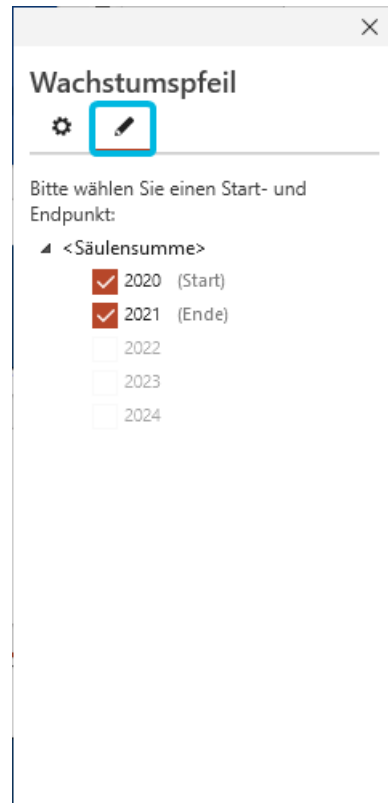 Wachstumspfeil
Bitte wählen Sie einen Start- und
Endpunkt:
<Säulensumme>
2020 (Start)
2021 (Ende)
2022
2023
2024